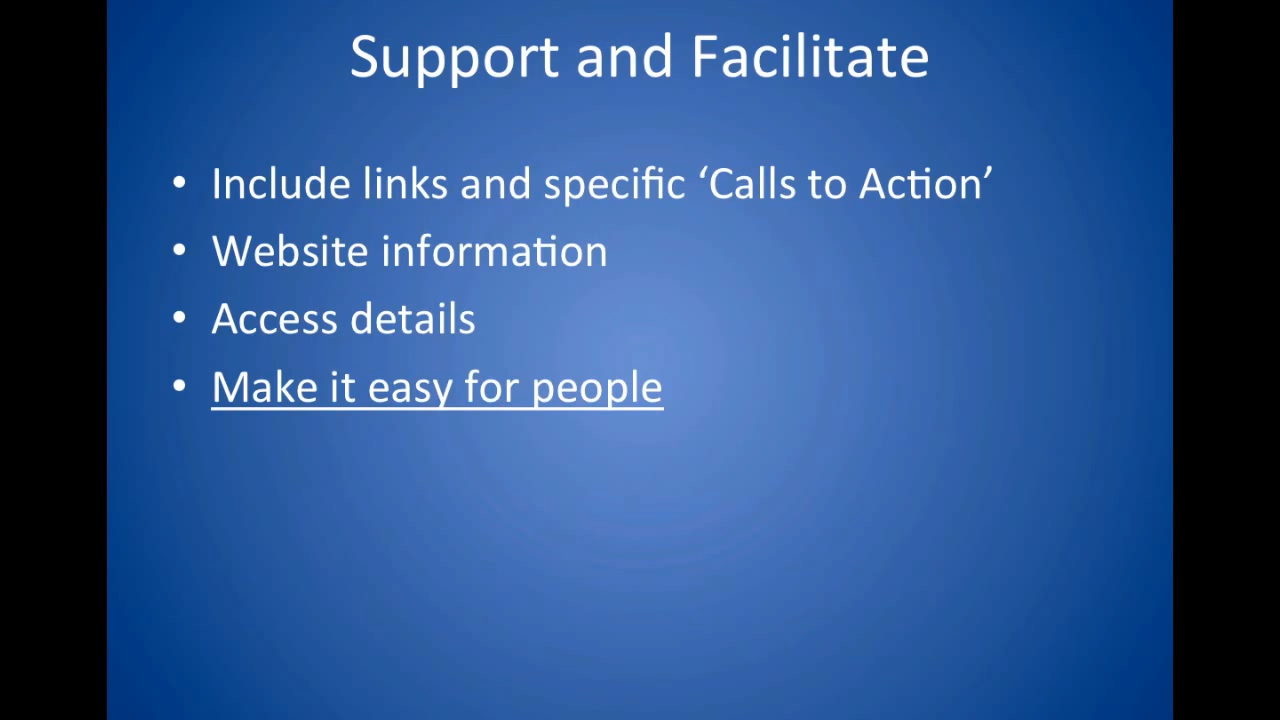 Support and Facilitate
• Include links and specific ‘Calls to Action’
• Website information
• Access details
• Make it easy for people